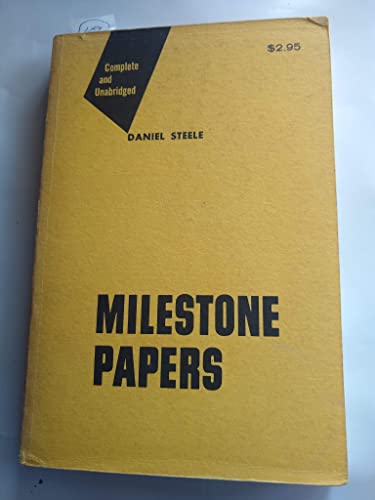 $2.95
Complete
and
Unabridged
DANIEL STEELE
MILESTONE
PAPERS